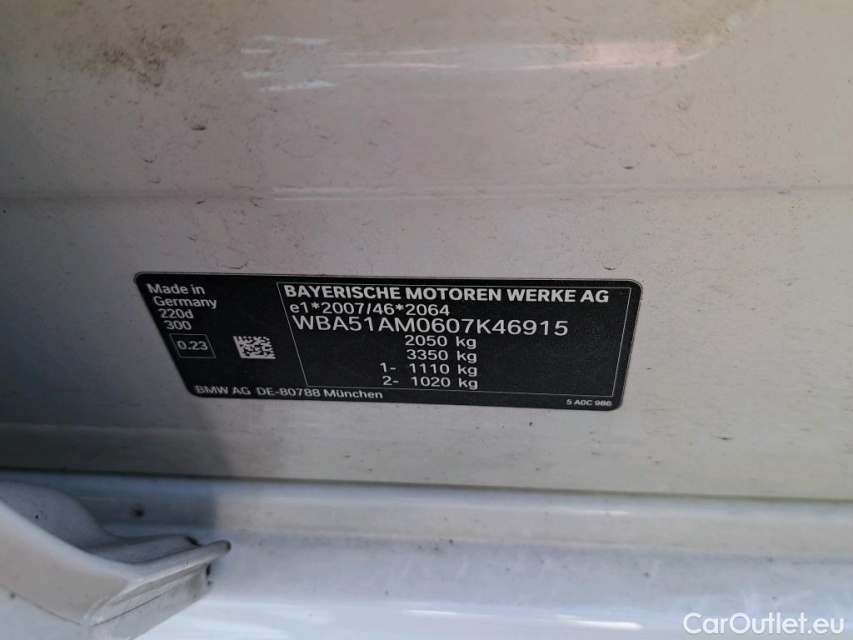 Made in
Germany
220d
300
0.23
BAYERISCHE MOTOREN WERKE AG
e1*2007/46*2064
WBA51AM0607K46915
2050 kg
3350 kg
1- 1110 kg
2- 1020 kg
BMW AG DE-80788 München
5 A0C 986
CarOutlet.eu